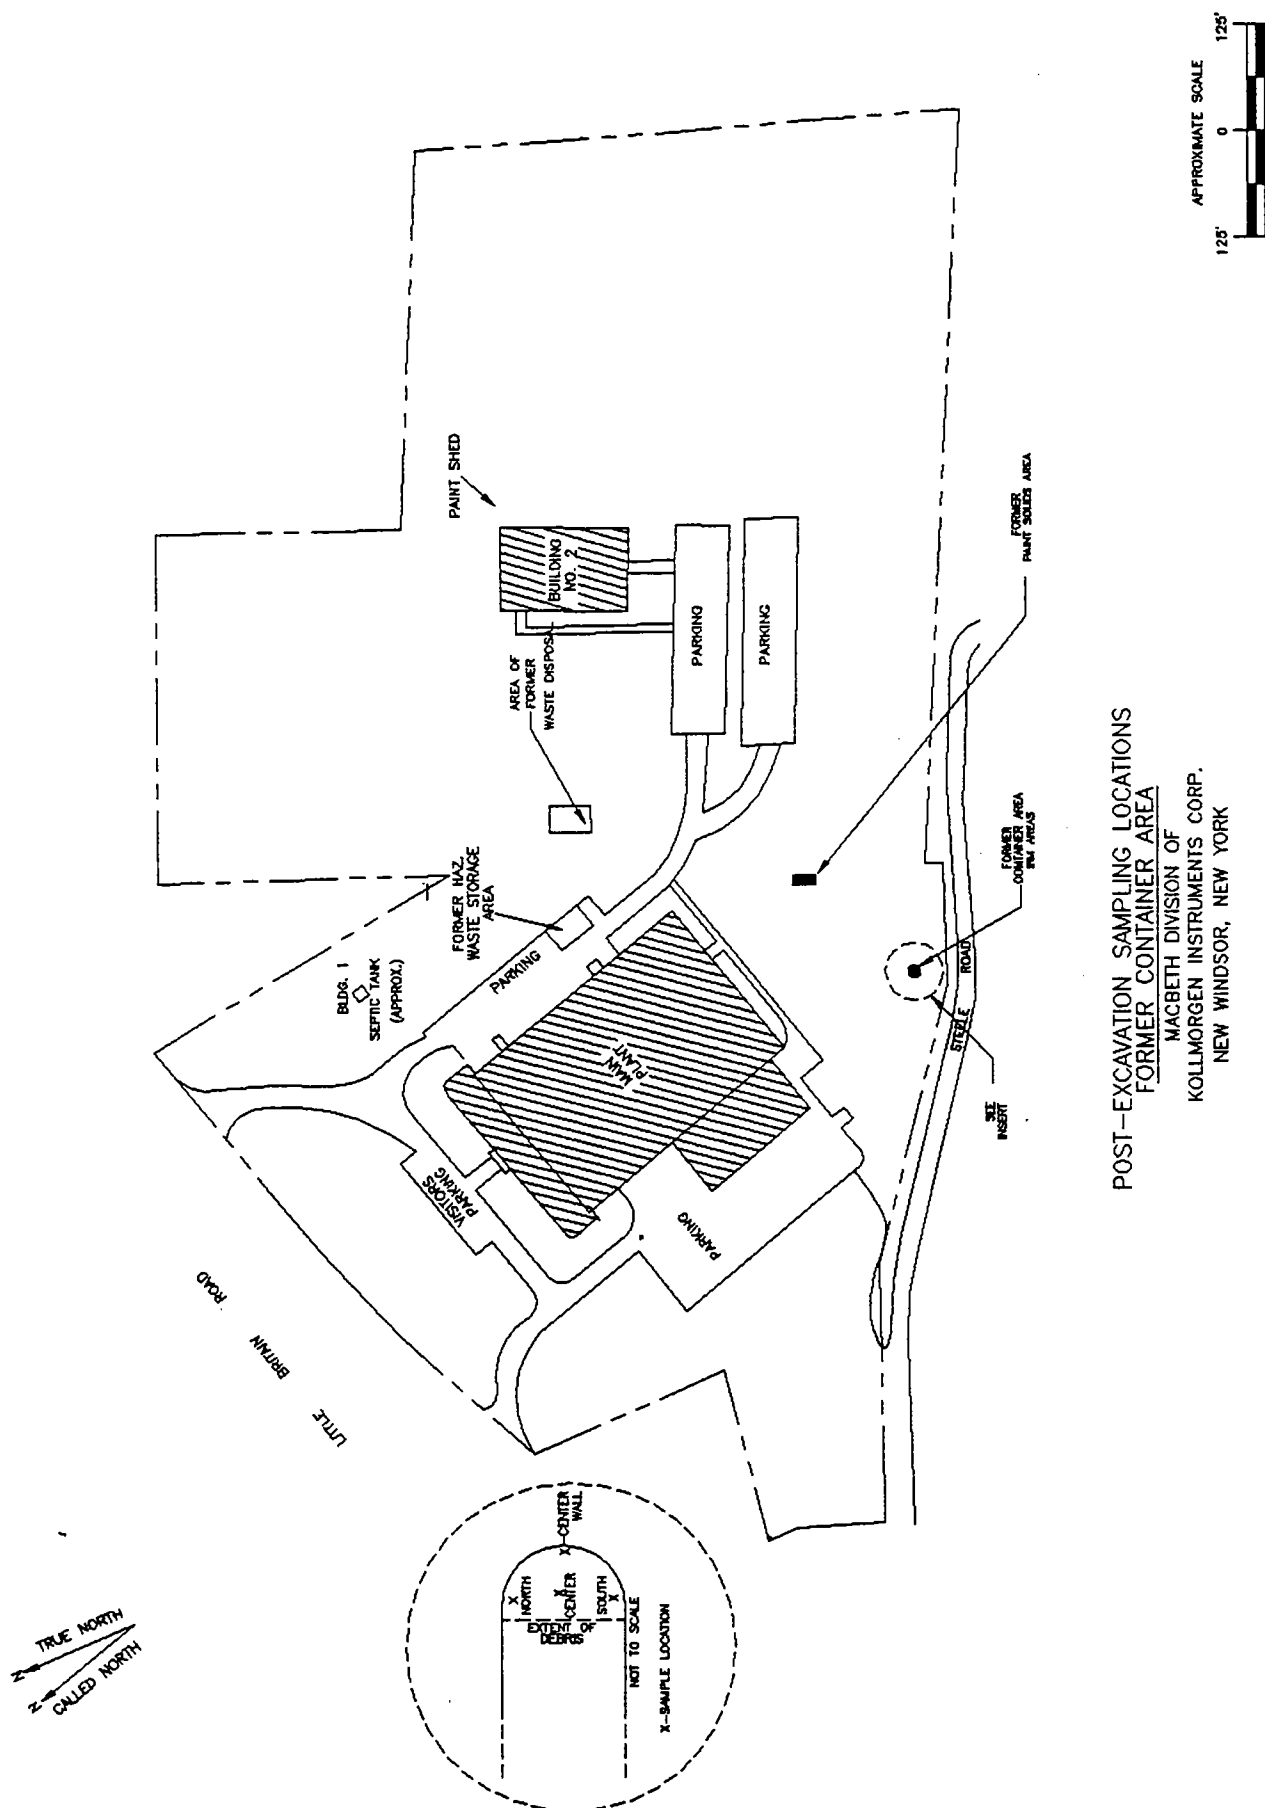 TRUE NORTH
N
CALLED NORTH
N
LITTLE BRITAIN ROAD
VISITORS
PARKING
BLDG. 1
SEPTIC TANK
(APPROX.)
PARKING
FORMER HAZ.
WASTE STORAGE
AREA
AREA OF
FORMER
WASTE DISPOSAL
PAINT SHED
BUILDING
NO. 2
PARKING
PARKING
MAIN
PLANT
PARKING
FORMER
PAINT SOLIDS AREA
FORMER
CONTAINER AREA
IRM AREAS
SEE
INSERT
STEELE ROAD
NORTH
X
CENTER
X
SOUTH
X
X
CENTER
WALL
EXTENT OF
DEBRIS
NOT TO SCALE
X-SAMPLE LOCATION
APPROXIMATE SCALE
125' 0 125'
POST-EXCAVATION SAMPLING LOCATIONS
FORMER CONTAINER AREA
MACBETH DIVISION OF
KOLLMORGEN INSTRUMENTS CORP.
NEW WINDSOR, NEW YORK